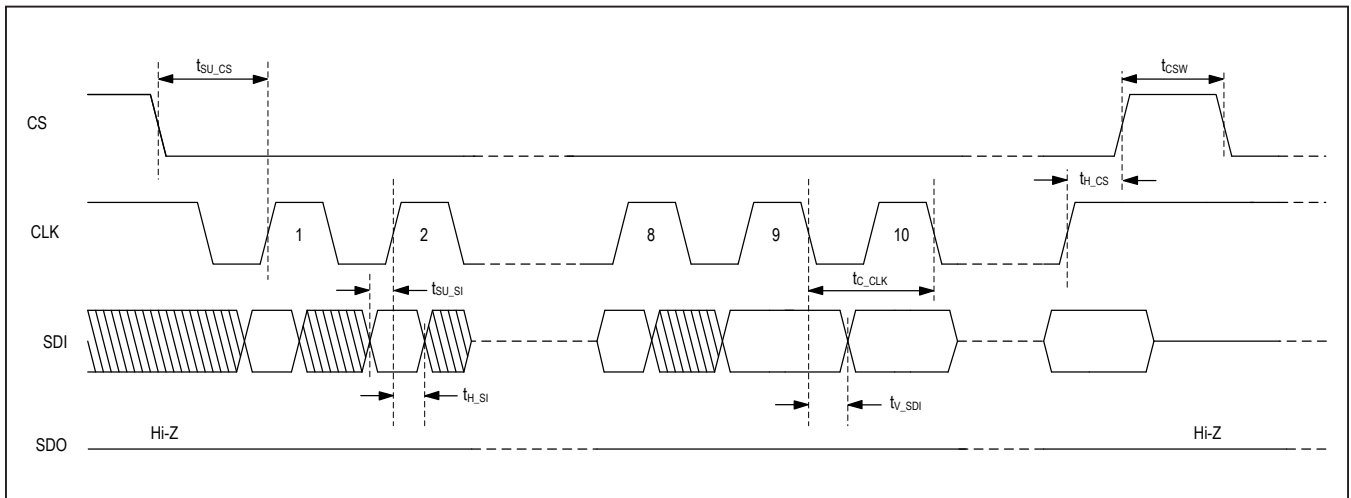 tSU_CS
tCSW
CS
tH_CS
CLK
1
2
8
9
10
tSU_SI
tC_CLK
SDI
tH_SI
tV_SDI
Hi-Z
Hi-Z
SDO